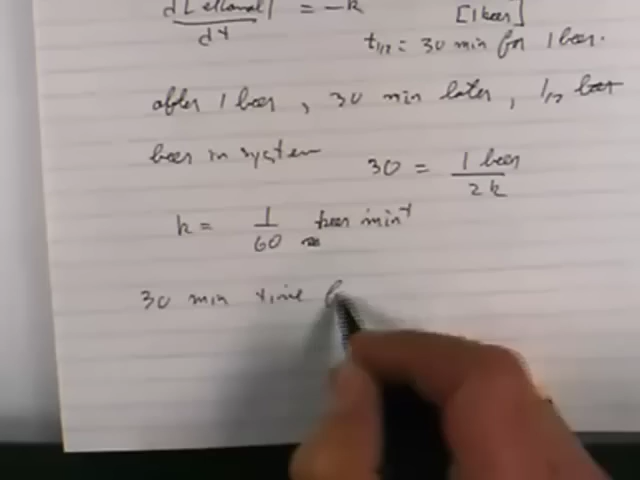 d[ethanol] / dt = -k [1 beer]
t1/2 = 30 min for 1 beer.
after 1 beer, 30 min later, 1/2 beer
beer in system 30 = 1 beer / 2k
k = 1/60 beer min-1
30 min time